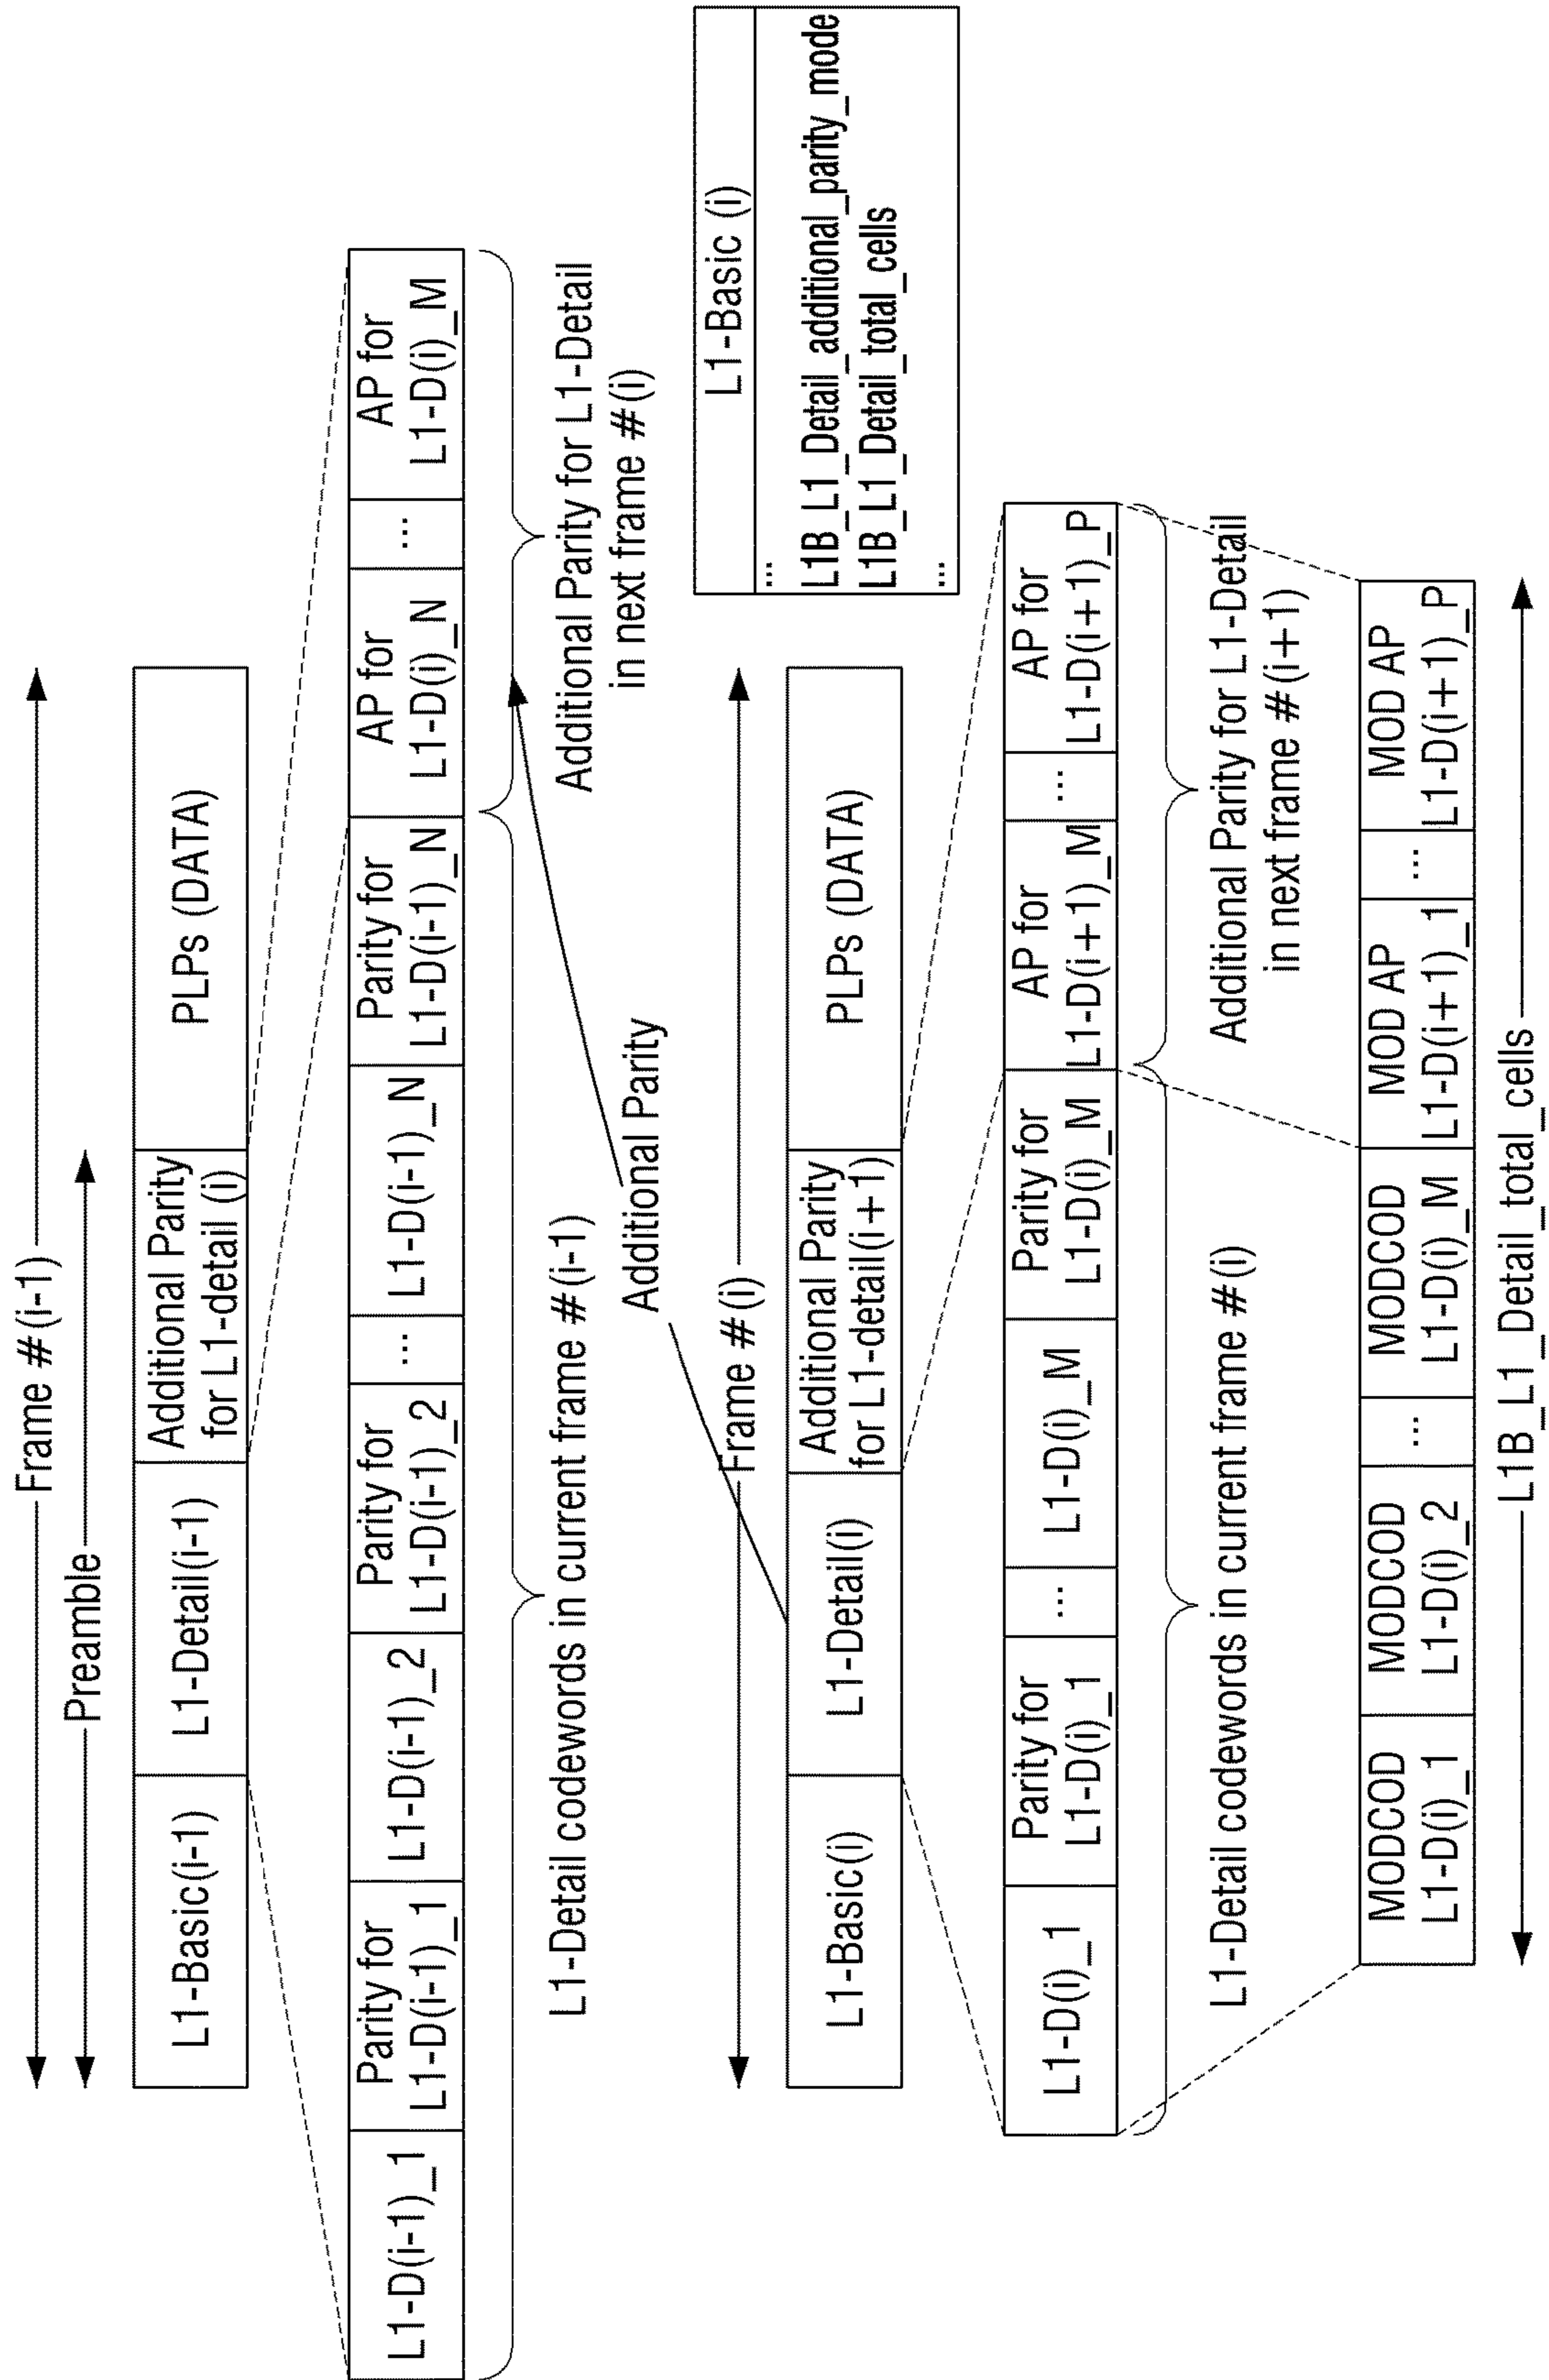 Frame #(i-1)
Preamble
L1-Basic(i-1)
L1-Detail(i-1)
Additional Parity
for L1-detail (i)
PLPs (DATA)
L1-D(i-1)_1
Parity for
L1-D(i-1)_1
L1-D(i-1)_2
Parity for
L1-D(i-1)_2
...
L1-D(i-1)_N
Parity for
L1-D(i-1)_N
AP for
L1-D(i)_N
...
AP for
L1-D(i)_M
L1-Detail codewords in current frame #(i-1)
Additional Parity for L1-Detail
in next frame #(i)
Additional Parity
L1-Basic (i)
...
L1B_L1_Detail_additional_parity_mode
L1B_L1_Detail_total_cells
...
Frame #(i)
L1-Basic(i)
L1-Detail(i)
Additional Parity
for L1-detail(i+1)
PLPs (DATA)
L1-D(i)_1
Parity for
L1-D(i)_1
...
L1-D(i)_M
Parity for
L1-D(i)_M
AP for
L1-D(i+1)_M
...
AP for
L1-D(i+1)_P
L1-Detail codewords in current frame #(i)
Additional Parity for L1-Detail
in next frame #(i+1)
MODCOD
L1-D(i)_1
MODCOD
L1-D(i)_2
...
MODCOD
L1-D(i)_M
MOD AP
L1-D(i+1)_1
...
MOD AP
L1-D(i+1)_P
L1B_L1_Detail_total_cells